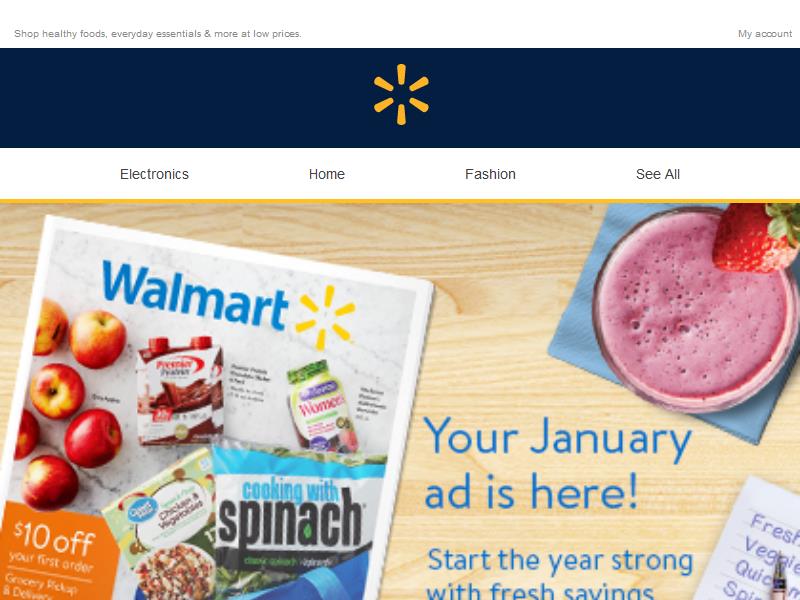 Shop healthy foods, everyday essentials & more at low prices.
My account
Electronics
Home
Fashion
See All
Walmart
Premier
Protein
Women's
Great
Value
Chicken &
Vegetables
cooking with
spinach
$10 off
your first order
Grocery Pickup
& Delivery
Your January
ad is here!
Start the year strong
with fresh savings
Fresh
Veggie
Quick